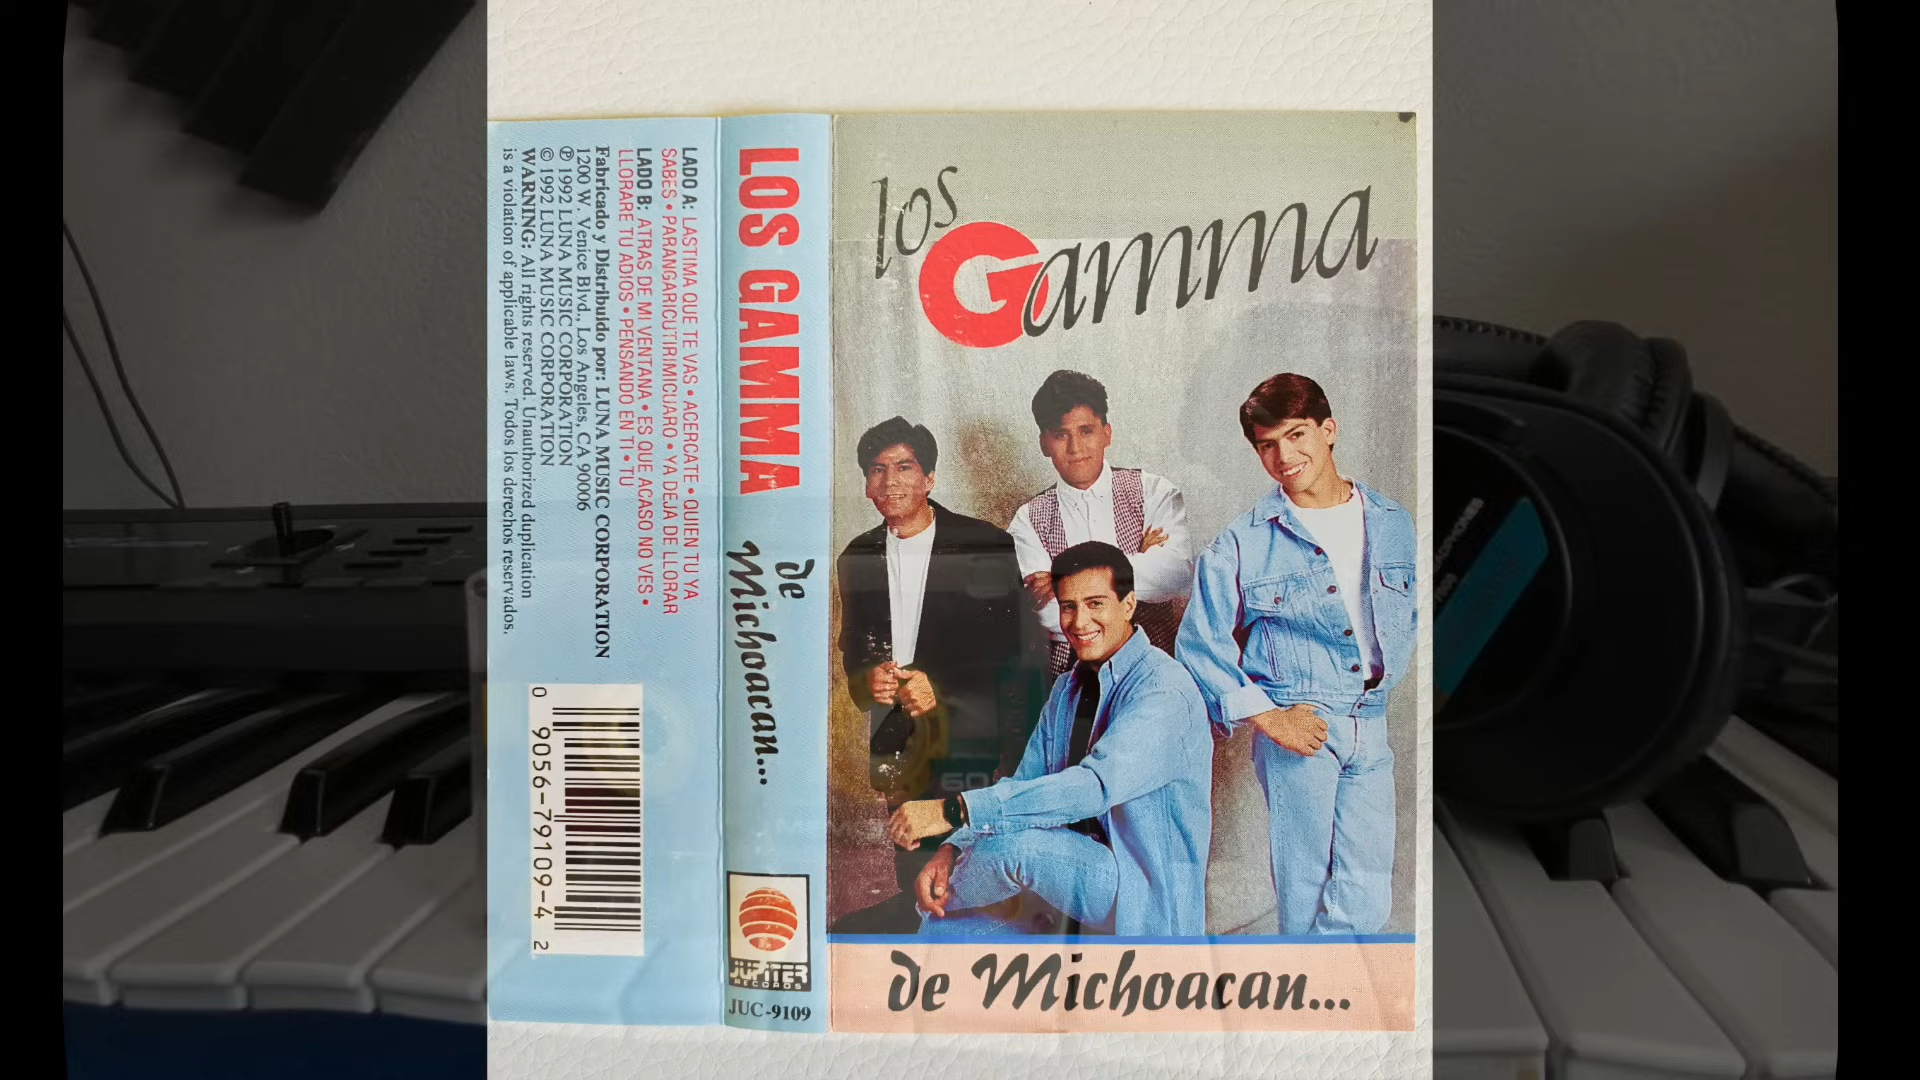 los
Gamma
de Michoacan...
LOS GAMMA
de
Michoacan...
JUPITER
RECORDS
JUC-9109
LADO A: LASTIMA QUE TE VAS • ACERCATE • QUIEN TU YA
SABES • PARANGARICUTIRIMICUARO • YA DEJA DE LLORAR
LADO B: ATRAS DE MI VENTANA • ES QUE ACASO NO VES •
LLORARE TU ADIOS • PENSANDO EN TI • TU
Fabricado y Distribuido por: LUNA MUSIC CORPORATION
1200 W. Venice Blvd., Los Angeles, CA 90006
℗ 1992 LUNA MUSIC CORPORATION
© 1992 LUNA MUSIC CORPORATION
WARNING: All rights reserved. Unauthorized duplication
is a violation of applicable laws. Todos los derechos reservados.
0 9056-79109-4 2
60